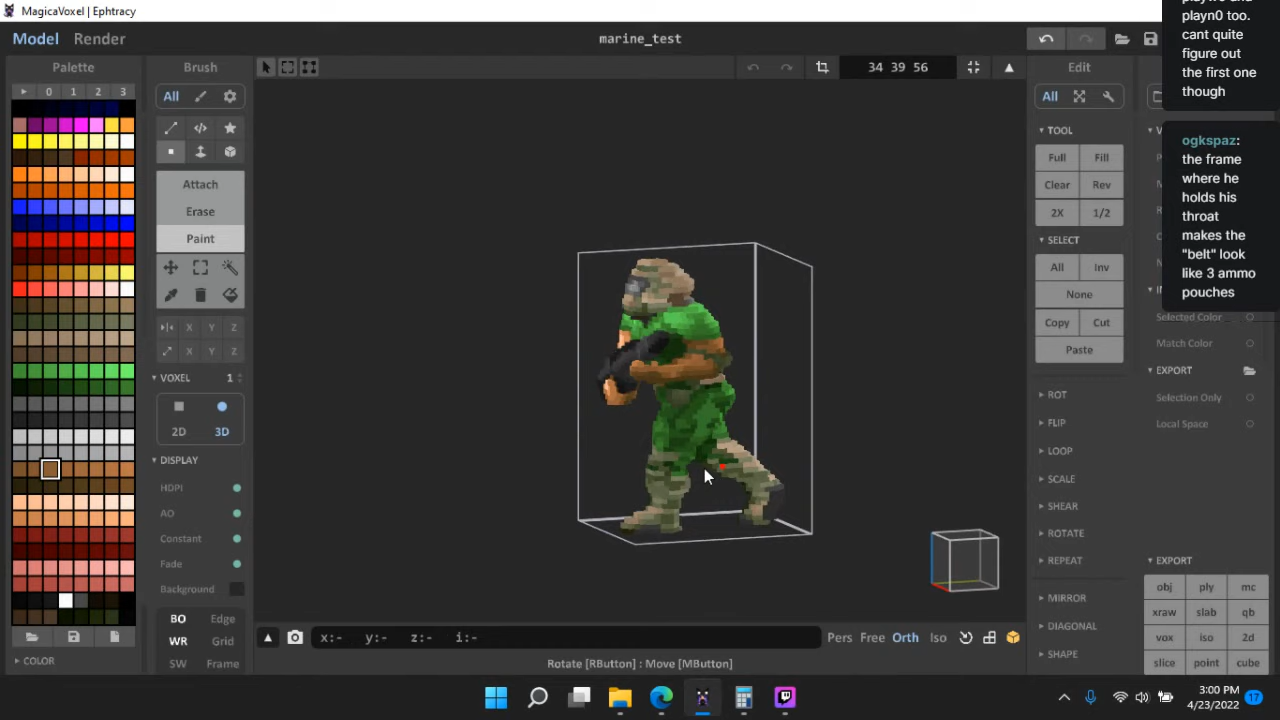 MagicaVoxel | Ephtracy
Model Render
marine_test
playn0 too.
cant quite
figure out
the first one
though
ogkspaz:
the frame
where he
holds his
throat
makes the
"belt" look
like 3 ammo
pouches
Palette
0 1 2 3
COLOR
Brush
All
Attach
Erase
Paint
X Y Z
X Y Z
VOXEL 1
2D 3D
DISPLAY
HDPI
AO
Constant
Fade
Background
BO Edge
WR Grid
SW Frame
34 39 56
x:- y:- z:- i:-
Pers Free Orth Iso
Rotate [RButton] : Move [MButton]
Edit
All
TOOL
Full Fill
Clear Rev
2X 1/2
SELECT
All Inv
None
Copy Cut
Paste
ROT
FLIP
LOOP
SCALE
SHEAR
ROTATE
REPEAT
MIRROR
DIAGONAL
SHAPE
Selected Color
Match Color
EXPORT
Selection Only
Local Space
EXPORT
obj ply mc
xraw slab qb
vox iso 2d
slice point cube
3:00 PM
4/23/2022
17